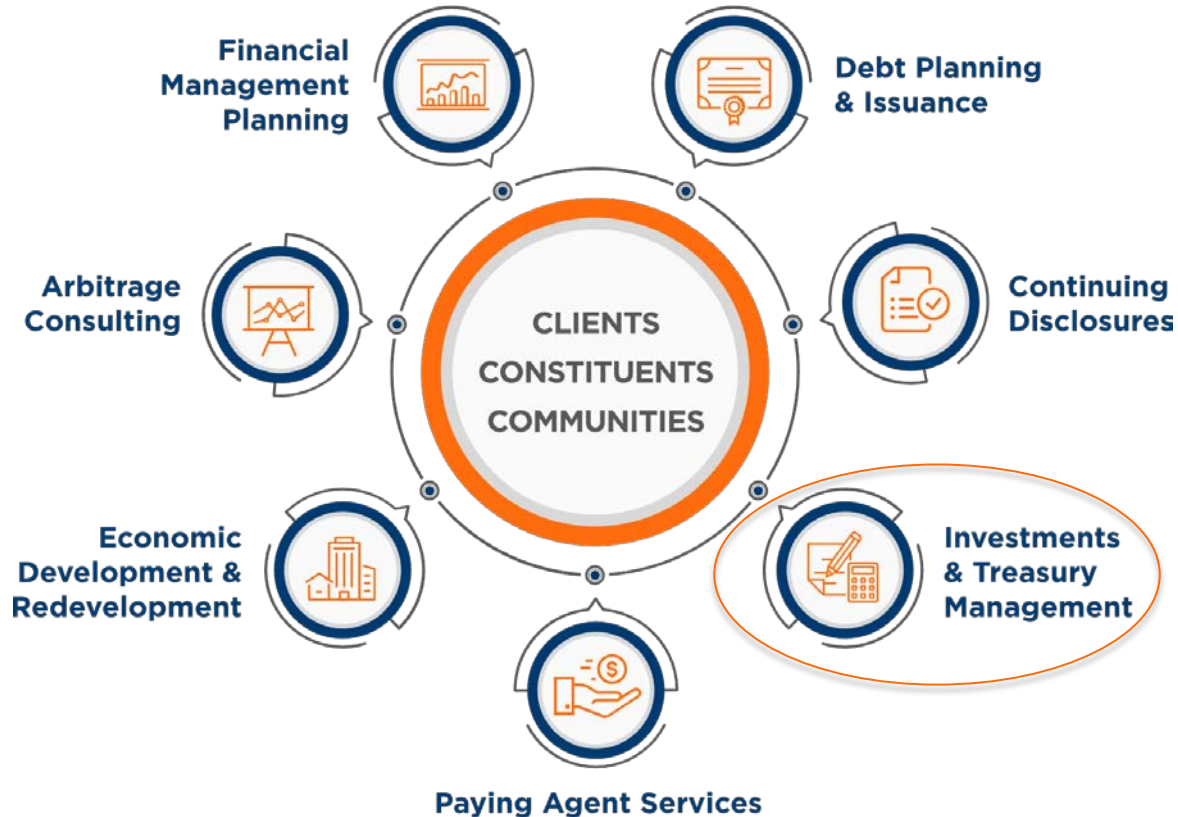 Financial
Management
Planning
Debt Planning
& Issuance
Arbitrage
Consulting
CLIENTS
CONSTITUENTS
COMMUNITIES
Continuing
Disclosures
Economic
Development &
Redevelopment
Investments
& Treasury
Management
$
Paying Agent Services